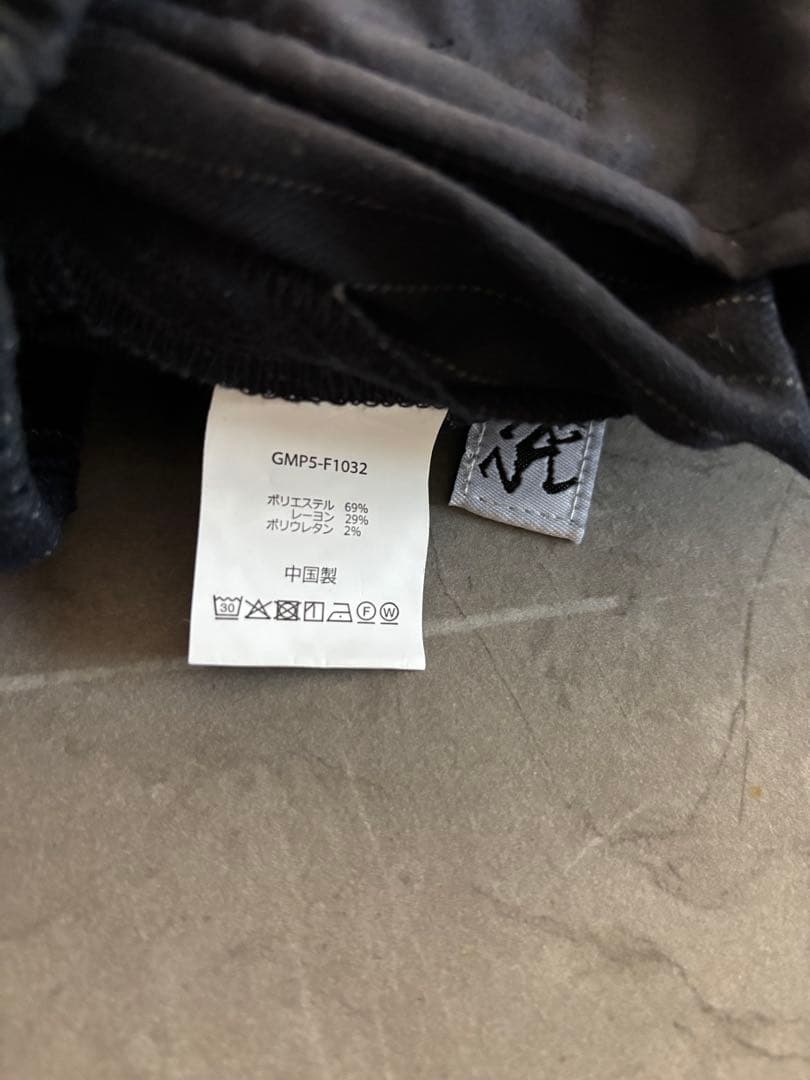 GMP5-F1032
ポリエステル 69%
レーヨン 29%
ポリウレタン 2%
中国製
30 F W